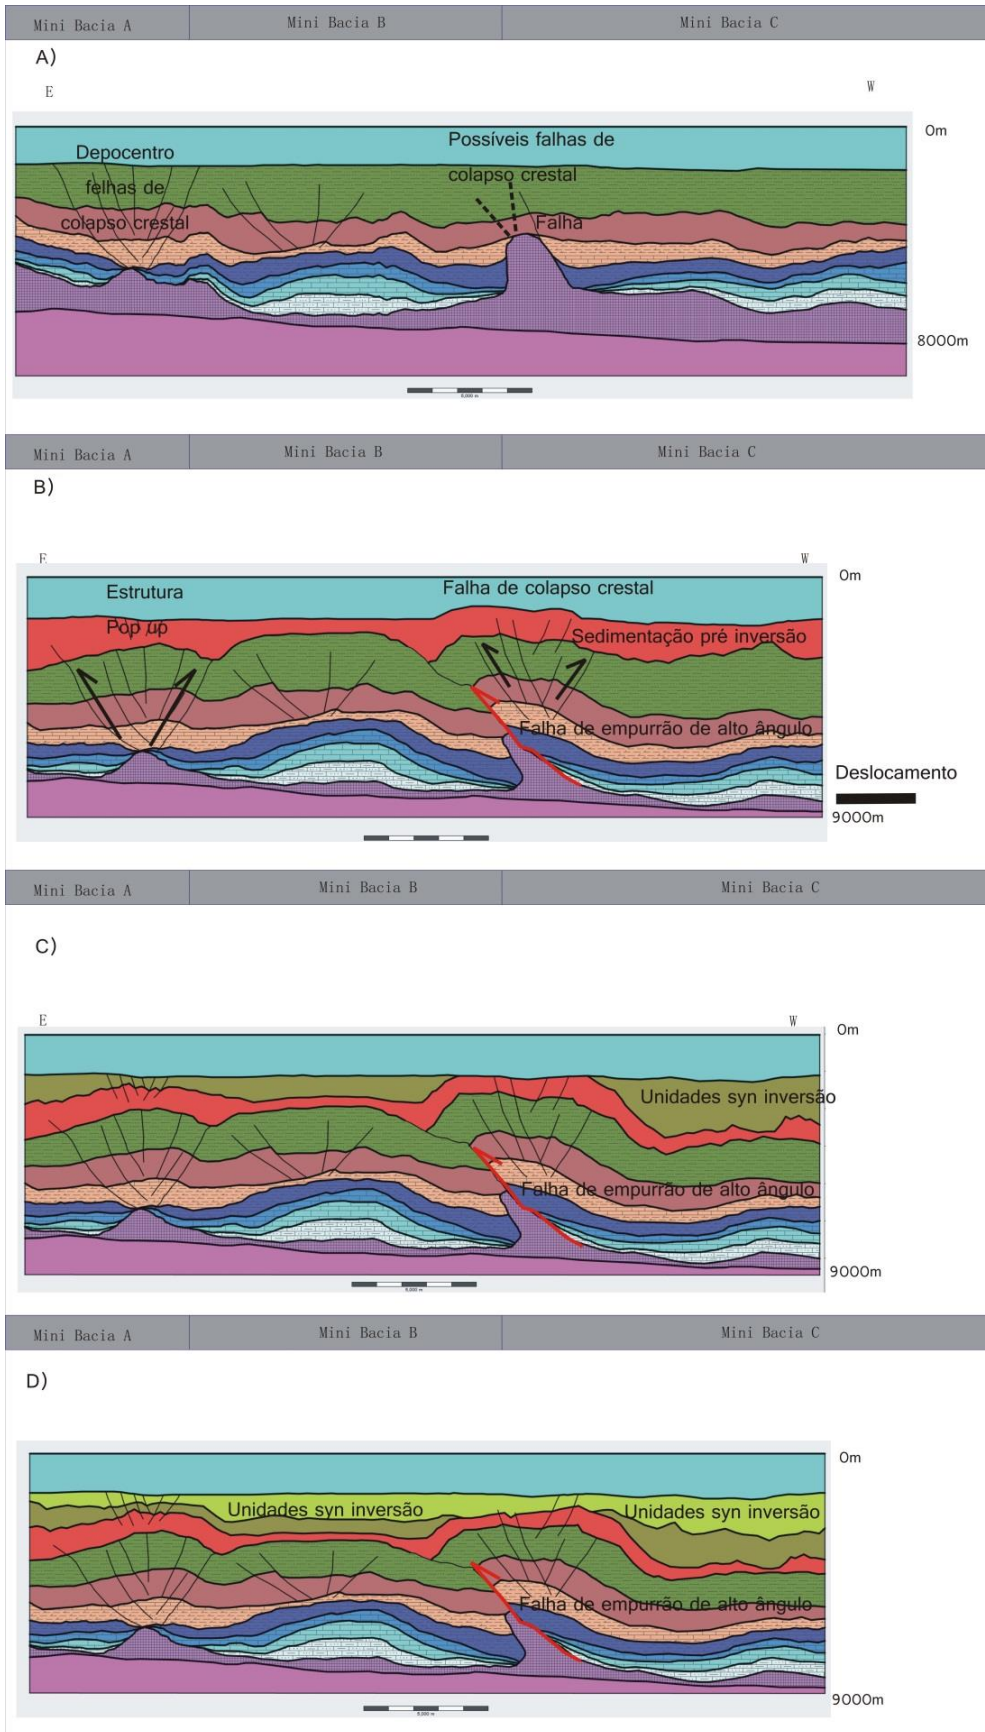 Mini Bacia A Mini Bacia B Mini Bacia C
A)
E W
0m
Possíveis falhas de
colapso crestal
Depocentro
felhas de
colapso crestal
Falha
8000m
Mini Bacia A Mini Bacia B Mini Bacia C
B)
E W
0m
Estrutura
Pop up
Falha de colapso crestal
Sedimentação pré inversão
Falha de empurrão de alto ângulo
Deslocamento
9000m
Mini Bacia A Mini Bacia B Mini Bacia C
C)
E W
0m
Unidades syn inversão
Falha de empurrão de alto ângulo
9000m
Mini Bacia A Mini Bacia B Mini Bacia C
D)
0m
Unidades syn inversão Unidades syn inversão
Falha de empurrão de alto ângulo
9000m